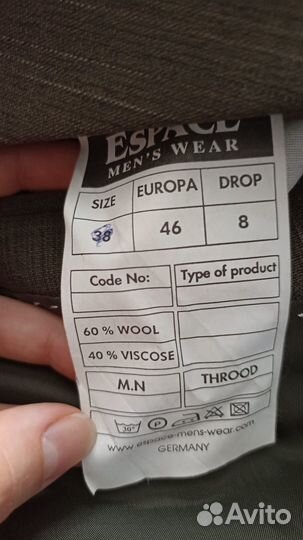 ESPACE
MEN'S WEAR
SIZE EUROPA DROP
38 46 8
Code No: Type of product
60 % WOOL
40 % VISCOSE
M.N THROOD
30° P
www.espace-mens-wear.com
GERMANY
Avito